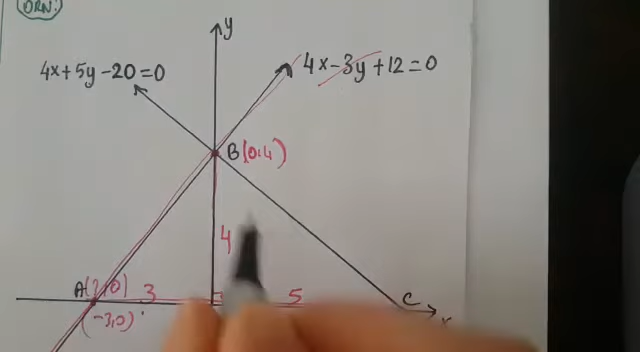 ÖRN:
y
4x+5y-20=0
4x-3y+12=0
B(0,4)
4
A(
3
5
C
(-3,0)
x